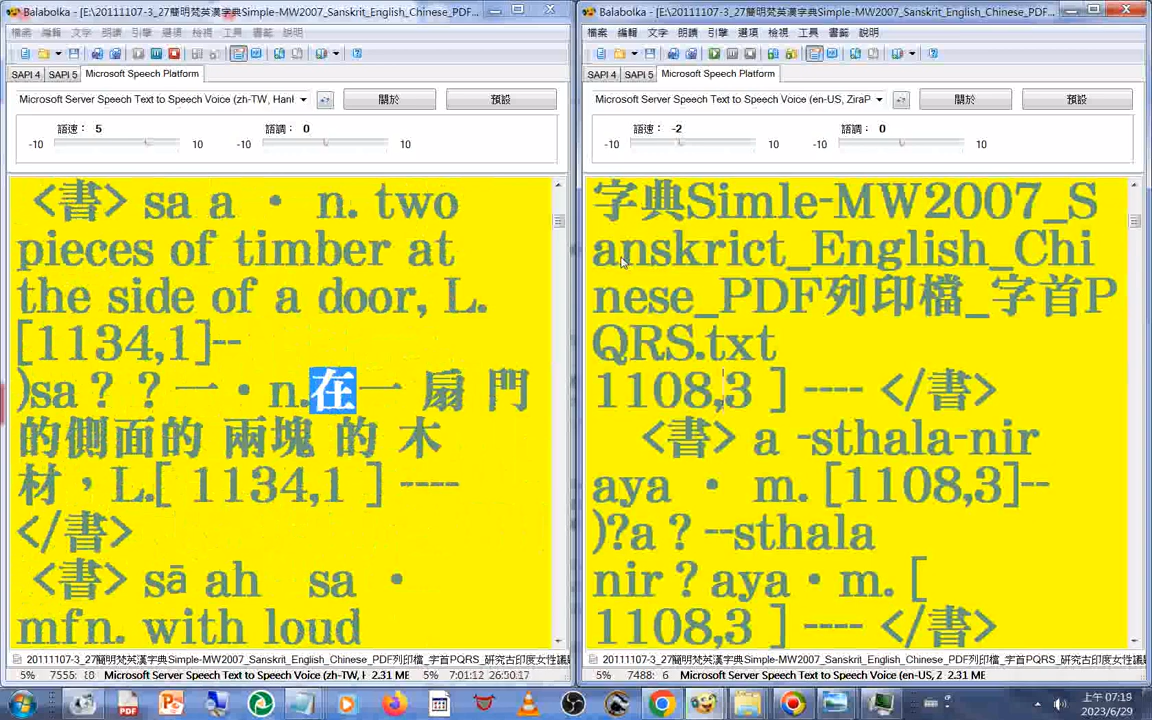 Balabolka - [E:\20111107-3_27簡明梵英漢字典Simple-MW2007_Sanskrit_English_Chinese_PDF...
檔案 編輯 文字 朗讀 引擎 選項 檢視 工具 書籤 說明
SAPI 4 SAPI 5 Microsoft Speech Platform
Microsoft Server Speech Text to Speech Voice (zh-TW, Hanl 關於 預設
語速： 5 語調： 0
-10 10 -10 10
<書> sa a • n. two
pieces of timber at
the side of a door, L.
[1134,1]--
)sa？？一•n.在一 扇 門
的側面的 兩塊 的 木
材，L.[ 1134,1 ] ----
</書>
<書> sā ah sa •
mfn. with loud
20111107-3_27簡明梵英漢字典Simple-MW2007_Sanskrit_English_Chinese_PDF列印檔_字首PQRS_研究古印度女性議
5% 7555: 18 Microsoft Server Speech Text to Speech Voice (zh-TW, H 2.31 ME 5% 7:01:12 26:50:17
Balabolka - [E:\20111107-3_27簡明梵英漢字典Simple-MW2007_Sanskrit_English_Chinese_PDF...
檔案 編輯 文字 朗讀 引擎 選項 檢視 工具 書籤 說明
SAPI 4 SAPI 5 Microsoft Speech Platform
Microsoft Server Speech Text to Speech Voice (en-US, ZiraP 關於 預設
語速： -2 語調： 0
-10 10 -10 10
字典Simle-MW2007_S
anskrict_English_Chi
nese_PDF列印檔_字首P
QRS.txt
1108,3 ] ---- </書>
<書> a -sthala-nir
aya • m. [1108,3]--
)?a？--sthala
nir？aya•m. [
1108,3 ] ---- </書>
20111107-3_27簡明梵英漢字典Simple-MW2007_Sanskrit_English_Chinese_PDF列印檔_字首PQRS_研究古印度女性議
5% 7488: 6 Microsoft Server Speech Text to Speech Voice (en-US, Z 2.31 ME
上午 07:19
2023/6/29